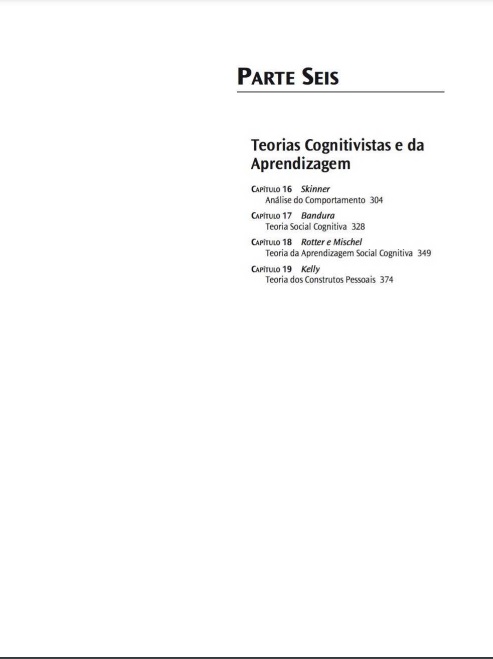 PARTE SEIS
Teorias Cognitivistas e da
Aprendizagem
CAPÍTULO 16 Skinner
Análise do Comportamento 304
CAPÍTULO 17 Bandura
Teoria Social Cognitiva 328
CAPÍTULO 18 Rotter e Mischel
Teoria da Aprendizagem Social Cognitiva 349
CAPÍTULO 19 Kelly
Teoria dos Construtos Pessoais 374